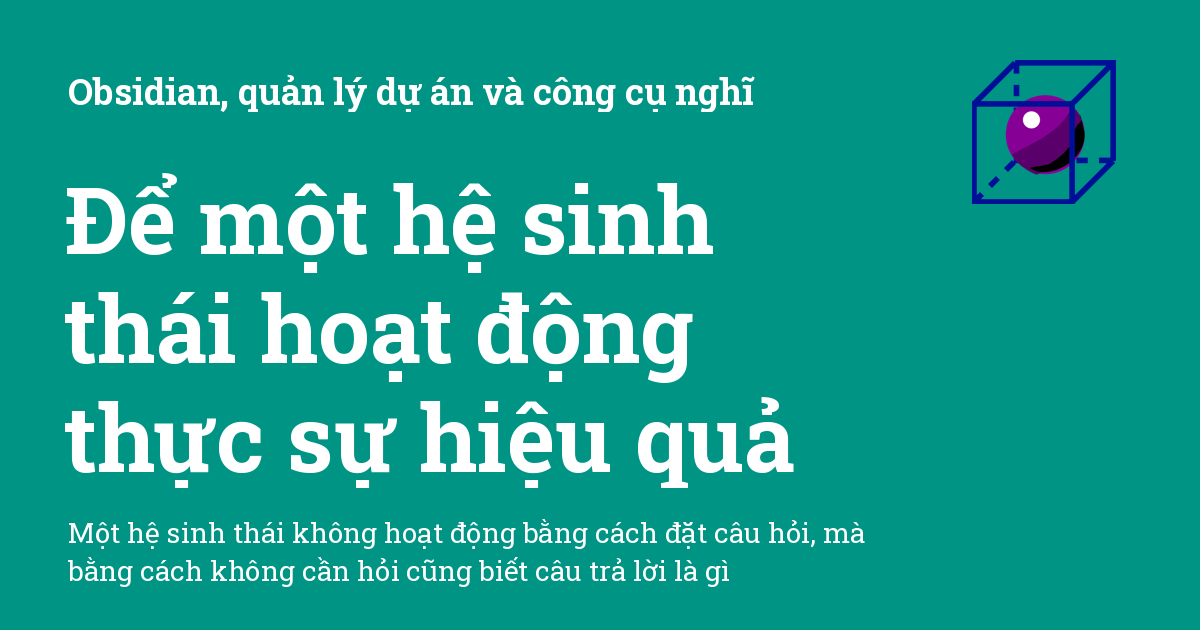 Obsidian, quản lý dự án và công cụ nghĩ
Để một hệ sinh
thái hoạt động
thực sự hiệu quả
Một hệ sinh thái không hoạt động bằng cách đặt câu hỏi, mà
bằng cách không cần hỏi cũng biết câu trả lời là gì